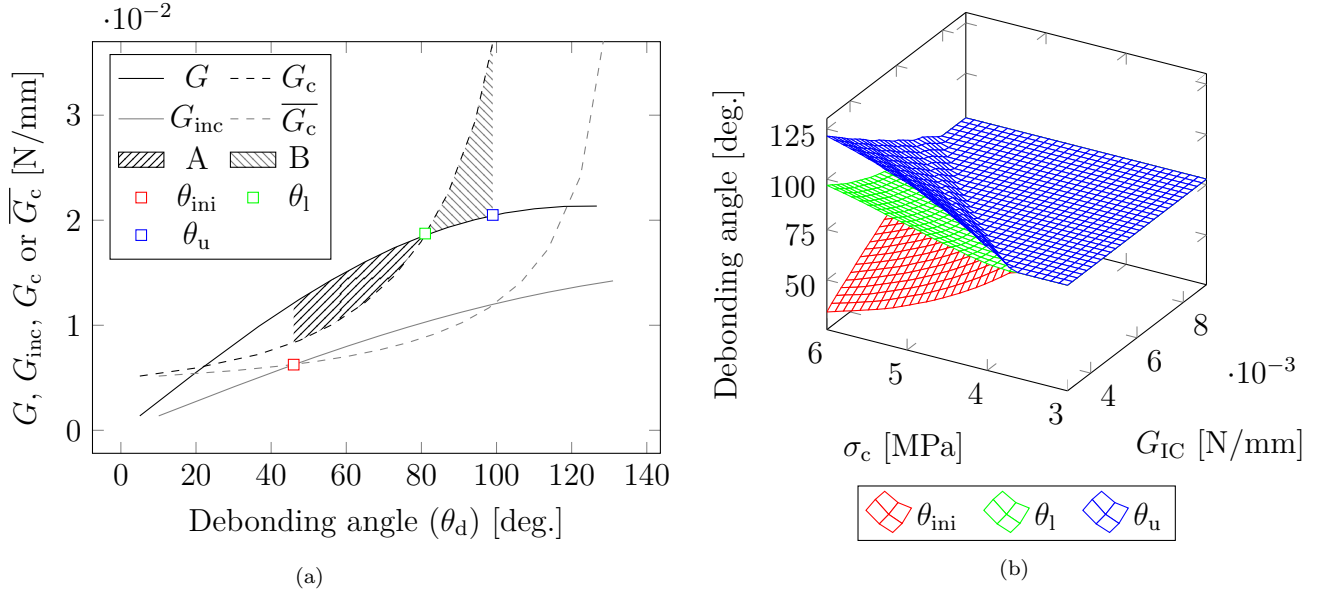 ·10⁻²
G, G_inc, G_c or \overline{G}_c [N/mm]
3
2
1
0
G G_c
G_inc \overline{G_c}
A B
θ_ini θ_l
θ_u
0 20 40 60 80 100 120 140
Debonding angle (θ_d) [deg.]
(a)
Debonding angle [deg.]
125
100
75
50
6 5 4 3
σ_c [MPa]
4 6 8
·10⁻³
G_IC [N/mm]
θ_ini θ_l θ_u
(b)